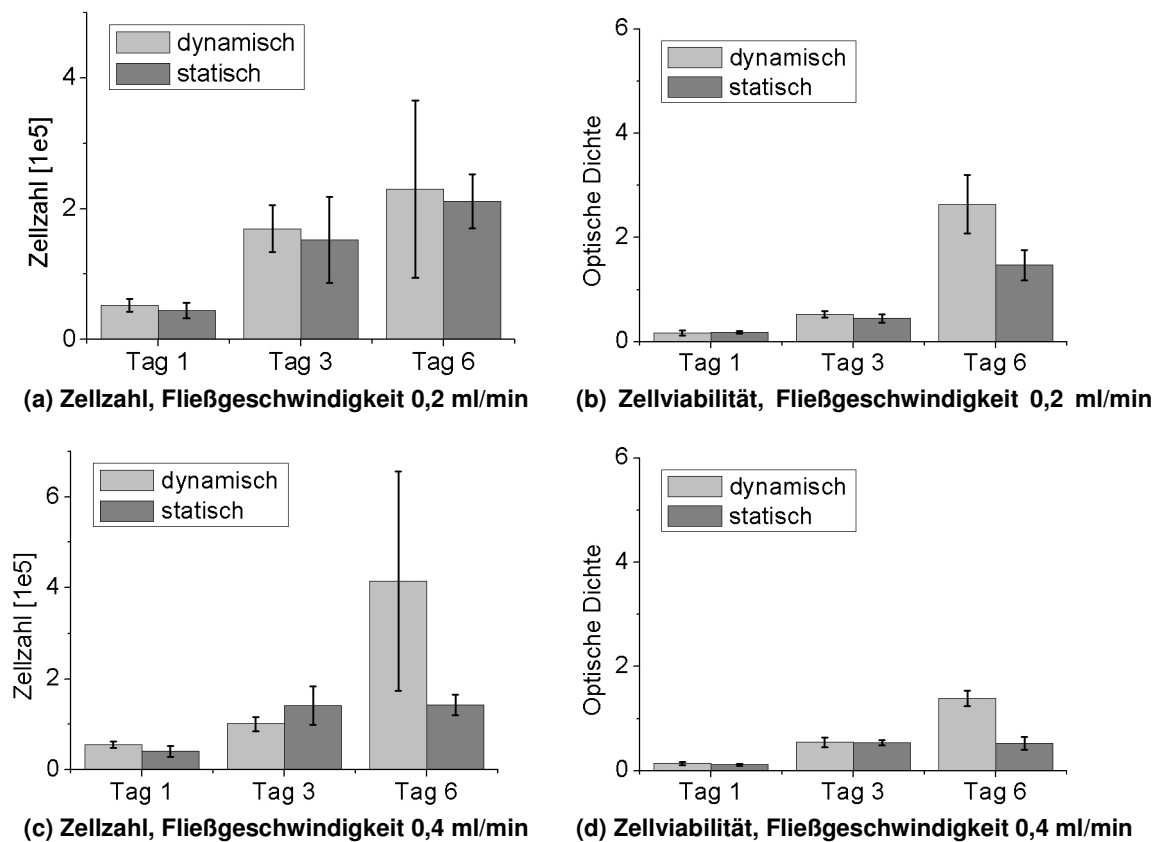 dynamisch
statisch
Zellzahl [1e5]
4
2
0
Tag 1 Tag 3 Tag 6
(a) Zellzahl, Fließgeschwindigkeit 0,2 ml/min
dynamisch
statisch
Optische Dichte
6
4
2
0
Tag 1 Tag 3 Tag 6
(b) Zellviabilität, Fließgeschwindigkeit 0,2 ml/min
dynamisch
statisch
Zellzahl [1e5]
6
4
2
0
Tag 1 Tag 3 Tag 6
(c) Zellzahl, Fließgeschwindigkeit 0,4 ml/min
dynamisch
statisch
Optische Dichte
6
4
2
0
Tag 1 Tag 3 Tag 6
(d) Zellviabilität, Fließgeschwindigkeit 0,4 ml/min